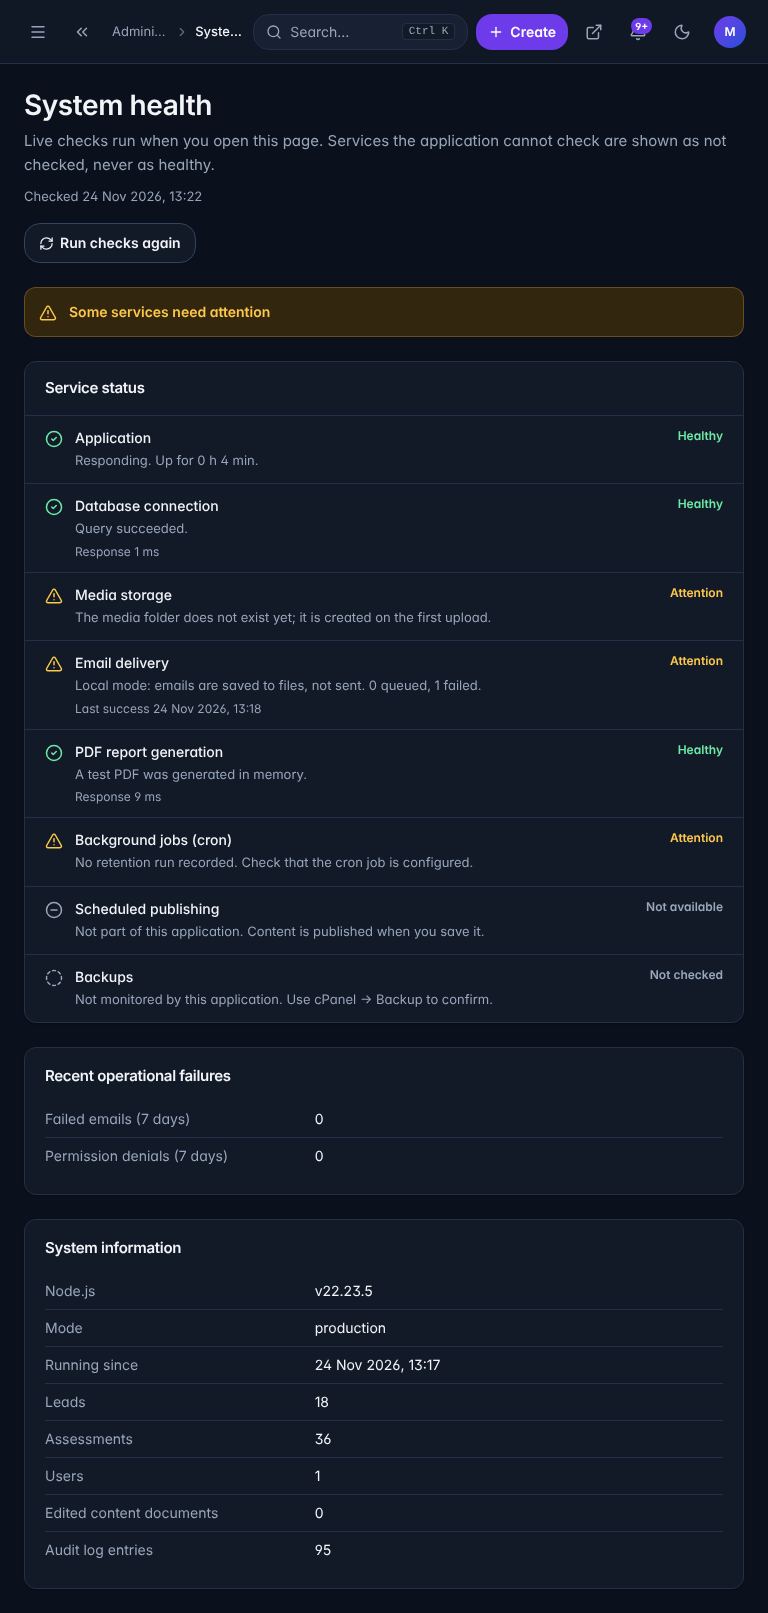 Admini... > Syste...
Search...
Ctrl K
+ Create
9+
M
System health
Live checks run when you open this page. Services the application cannot check are shown as not
checked, never as healthy.
Checked 24 Nov 2026, 13:22
Run checks again
Some services need attention
Service status
Application
Healthy
Responding. Up for 0 h 4 min.
Database connection
Healthy
Query succeeded.
Response 1 ms
Media storage
Attention
The media folder does not exist yet; it is created on the first upload.
Email delivery
Attention
Local mode: emails are saved to files, not sent. 0 queued, 1 failed.
Last success 24 Nov 2026, 13:18
PDF report generation
Healthy
A test PDF was generated in memory.
Response 9 ms
Background jobs (cron)
Attention
No retention run recorded. Check that the cron job is configured.
Scheduled publishing
Not available
Not part of this application. Content is published when you save it.
Backups
Not checked
Not monitored by this application. Use cPanel → Backup to confirm.
Recent operational failures
Failed emails (7 days) 0
Permission denials (7 days) 0
System information
Node.js v22.23.5
Mode production
Running since 24 Nov 2026, 13:17
Leads 18
Assessments 36
Users 1
Edited content documents 0
Audit log entries 95